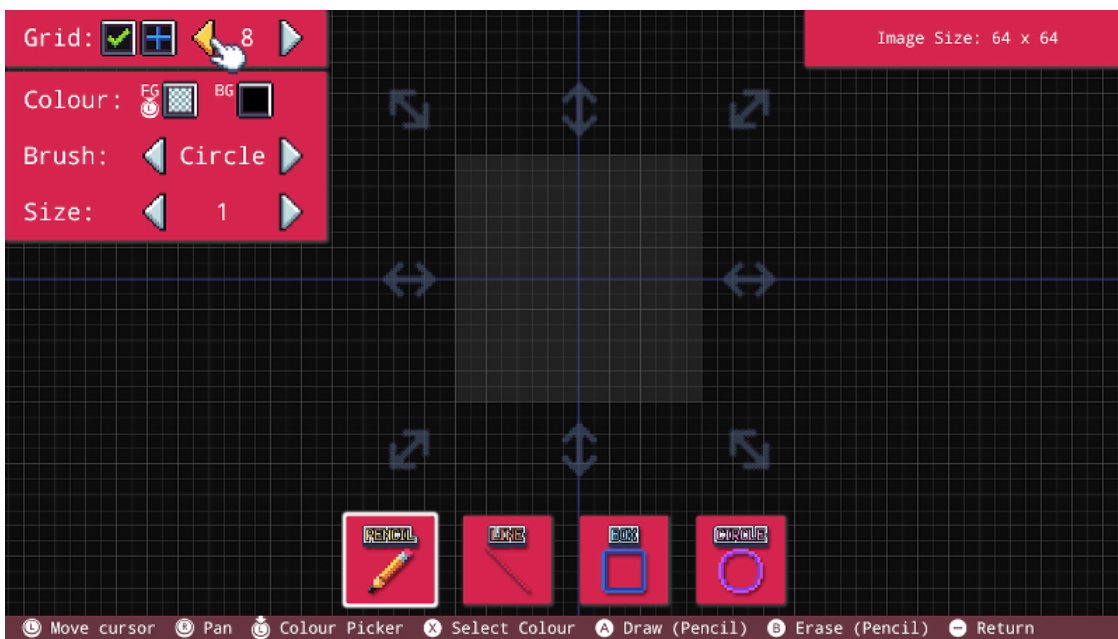 Grid: 8
Image Size: 64 x 64
Colour: FG L BG
Brush: Circle
Size: 1
PENCIL LINE BOX CIRCLE
L Move cursor R Pan L Colour Picker X Select Colour A Draw (Pencil) B Erase (Pencil) - Return